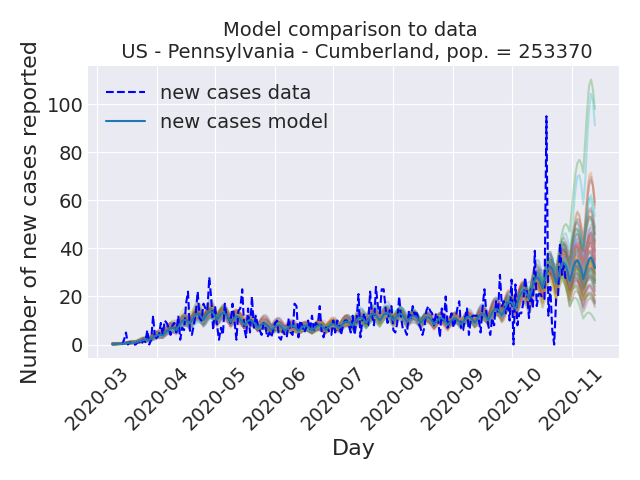 Model comparison to data
US - Pennsylvania - Cumberland, pop. = 253370
new cases data
new cases model
Number of new cases reported
100
80
60
40
20
0
2020-03
2020-04
2020-05
2020-06
2020-07
2020-08
2020-09
2020-10
2020-11
Day